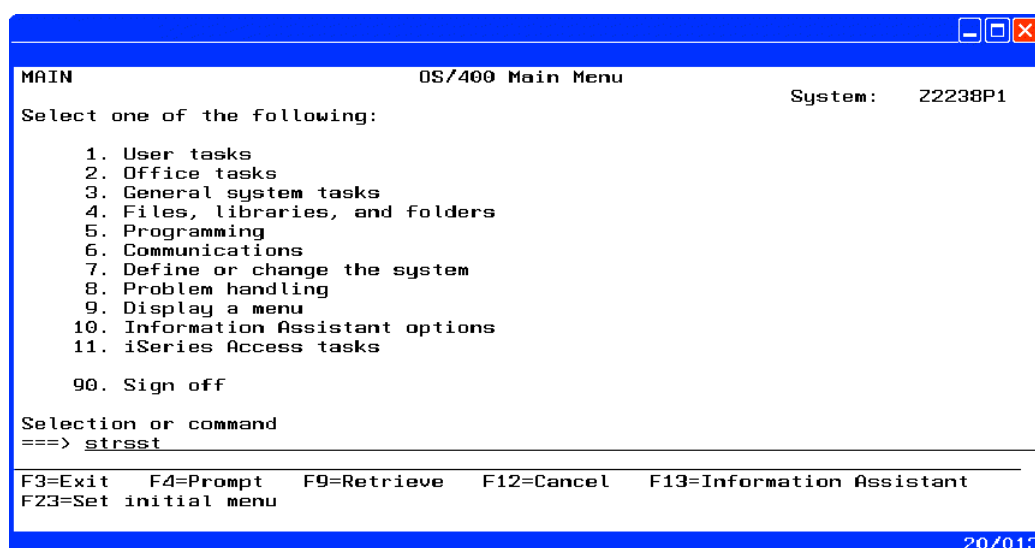 MAIN OS/400 Main Menu
System: Z2238P1
Select one of the following:
1. User tasks
2. Office tasks
3. General system tasks
4. Files, libraries, and folders
5. Programming
6. Communications
7. Define or change the system
8. Problem handling
9. Display a menu
10. Information Assistant options
11. iSeries Access tasks
90. Sign off
Selection or command
===> strsst
F3=Exit F4=Prompt F9=Retrieve F12=Cancel F13=Information Assistant
F23=Set initial menu
20/013